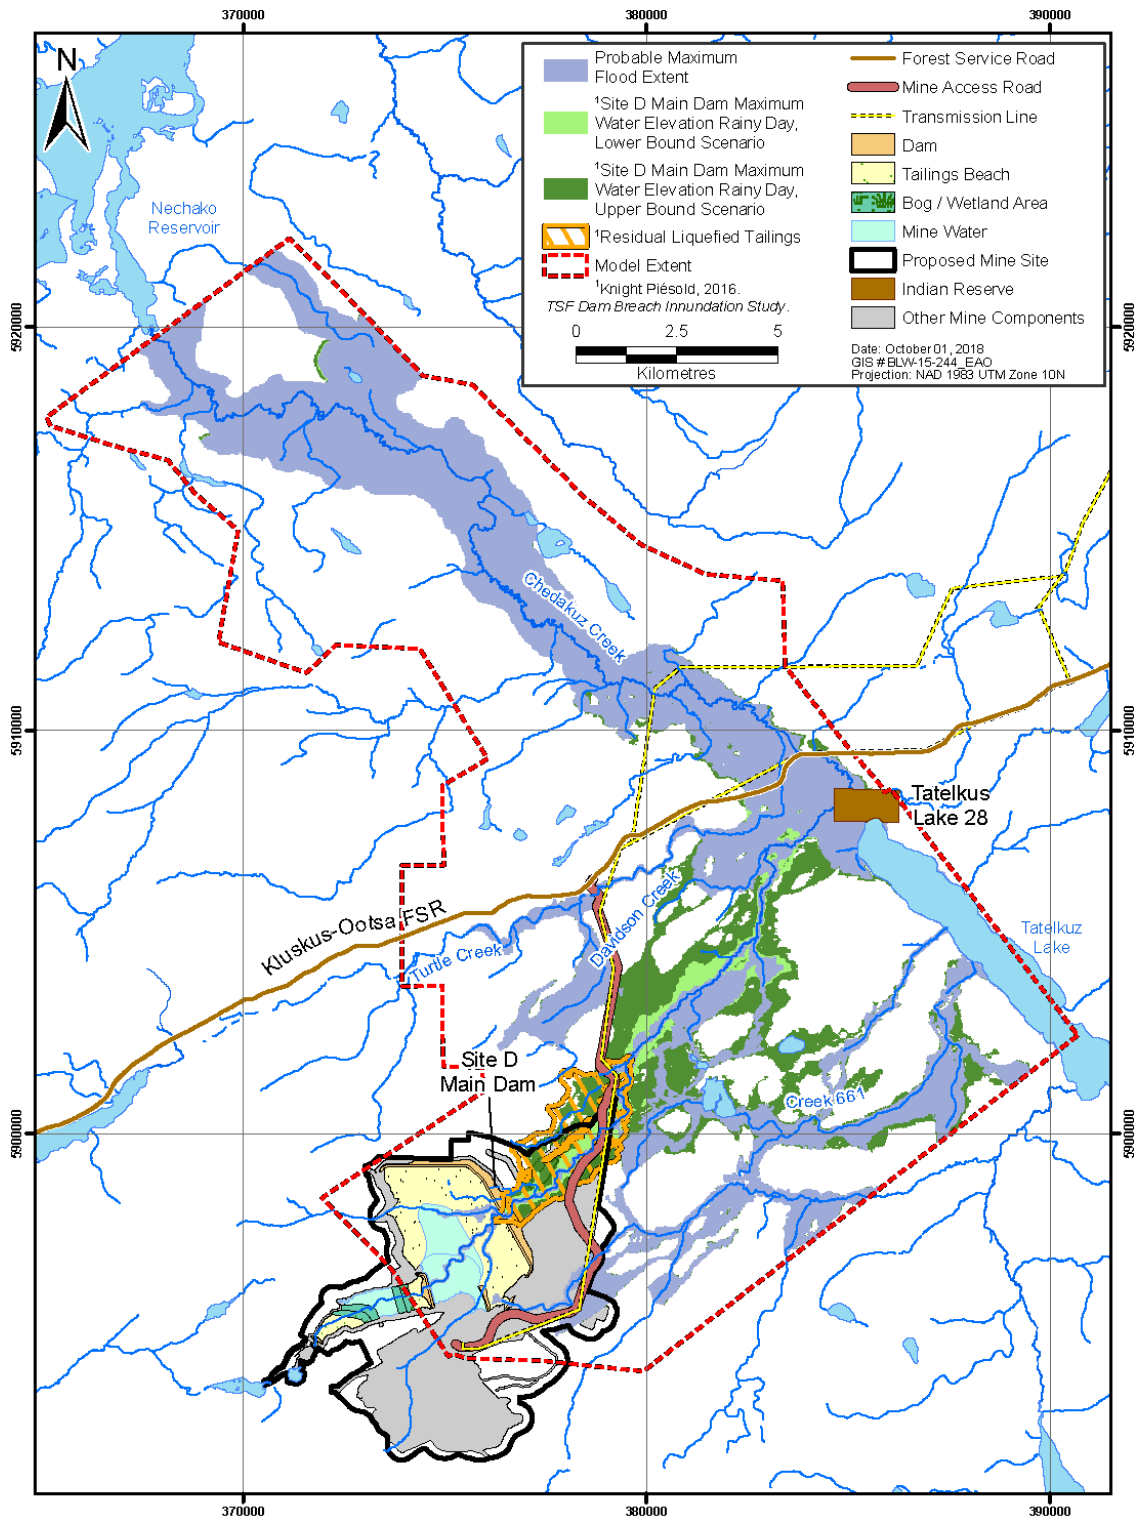 370000
380000
390000
N
Probable Maximum
Flood Extent
¹Site D Main Dam Maximum
Water Elevation Rainy Day,
Lower Bound Scenario
¹Site D Main Dam Maximum
Water Elevation Rainy Day,
Upper Bound Scenario
¹Residual Liquefied Tailings
Model Extent
¹Knight Piésold, 2016.
TSF Dam Breach Innundation Study.
0 2.5 5
Kilometres
Forest Service Road
Mine Access Road
Transmission Line
Dam
Tailings Beach
Bog / Wetland Area
Mine Water
Proposed Mine Site
Indian Reserve
Other Mine Components
Date: October 01, 2018
GIS # BLW-15-244_EAO
Projection: NAD 1983 UTM Zone 10N
Nechako
Reservoir
5920000
5920000
Chedakuz Creek
5910000
5910000
Tatelkus
Lake 28
Kluskus-Ootsa FSR
Davidson Creek
Turtle Creek
Tatelkuz
Lake
Site D
Main Dam
Creek 661
5900000
5900000
370000
380000
390000